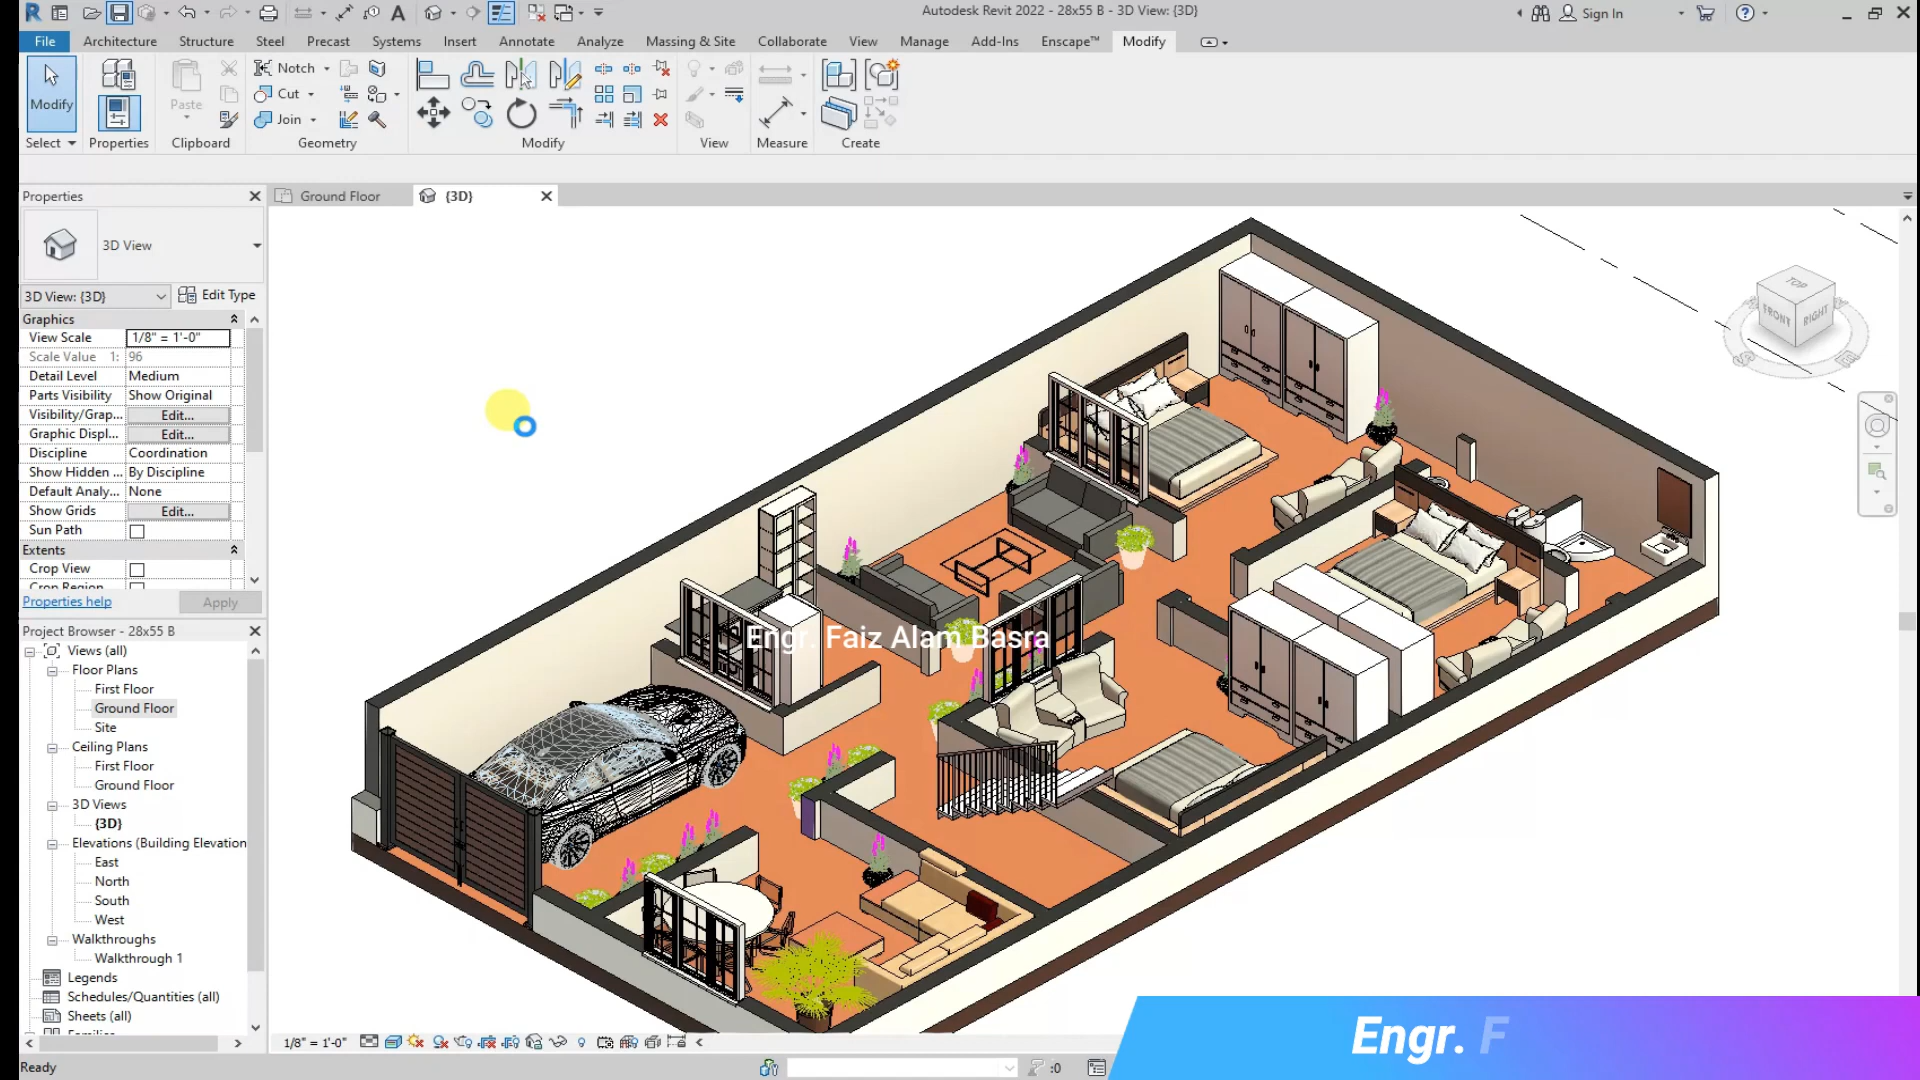 Autodesk Revit 2022 - 28x55 B - 3D View: {3D}
Sign In
File Architecture Structure Steel Precast Systems Insert Annotate Analyze Massing & Site Collaborate View Manage Add-Ins Enscape™ Modify
Modify
Paste
Notch
Cut
Join
Select Properties Clipboard Geometry Modify View Measure Create
Properties
Ground Floor
{3D}
3D View
3D View: {3D}
Edit Type
Graphics
View Scale 1/8" = 1'-0"
Scale Value 1: 96
Detail Level Medium
Parts Visibility Show Original
Visibility/Grap... Edit...
Graphic Displ... Edit...
Discipline Coordination
Show Hidden ... By Discipline
Default Analy... None
Show Grids Edit...
Sun Path
Extents
Crop View
Crop Region
Properties help
Apply
Project Browser - 28x55 B
Views (all)
Floor Plans
First Floor
Ground Floor
Site
Ceiling Plans
First Floor
Ground Floor
3D Views
{3D}
Elevations (Building Elevation
East
North
South
West
Walkthroughs
Walkthrough 1
Legends
Schedules/Quantities (all)
Sheets (all)
Families
TOP
FRONT
RIGHT
S
E
Engr. Faiz Alam Basra
1/8" = 1'-0"
Engr. F
Ready
:0